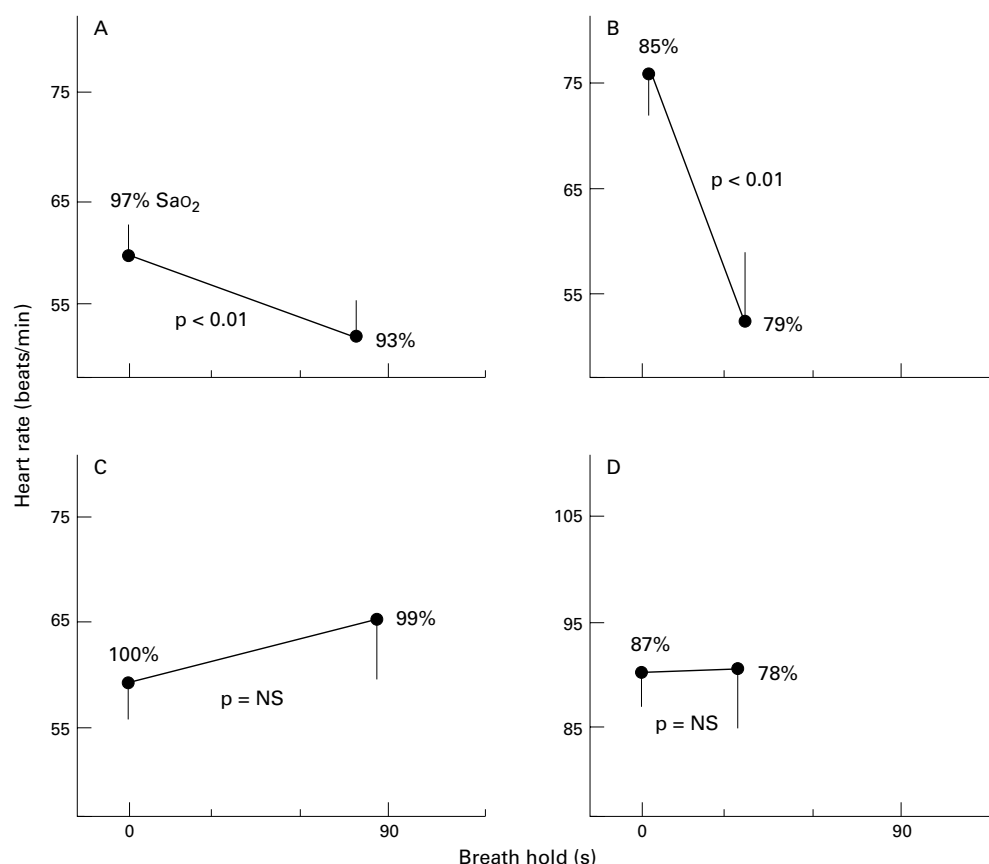 A
75
65
55
97% SaO₂
p < 0.01
93%
B
85%
75
65
55
p < 0.01
79%
Heart rate (beats/min)
C
75
65
55
100%
99%
p = NS
0
90
D
105
95
85
87%
78%
p = NS
0
90
Breath hold (s)